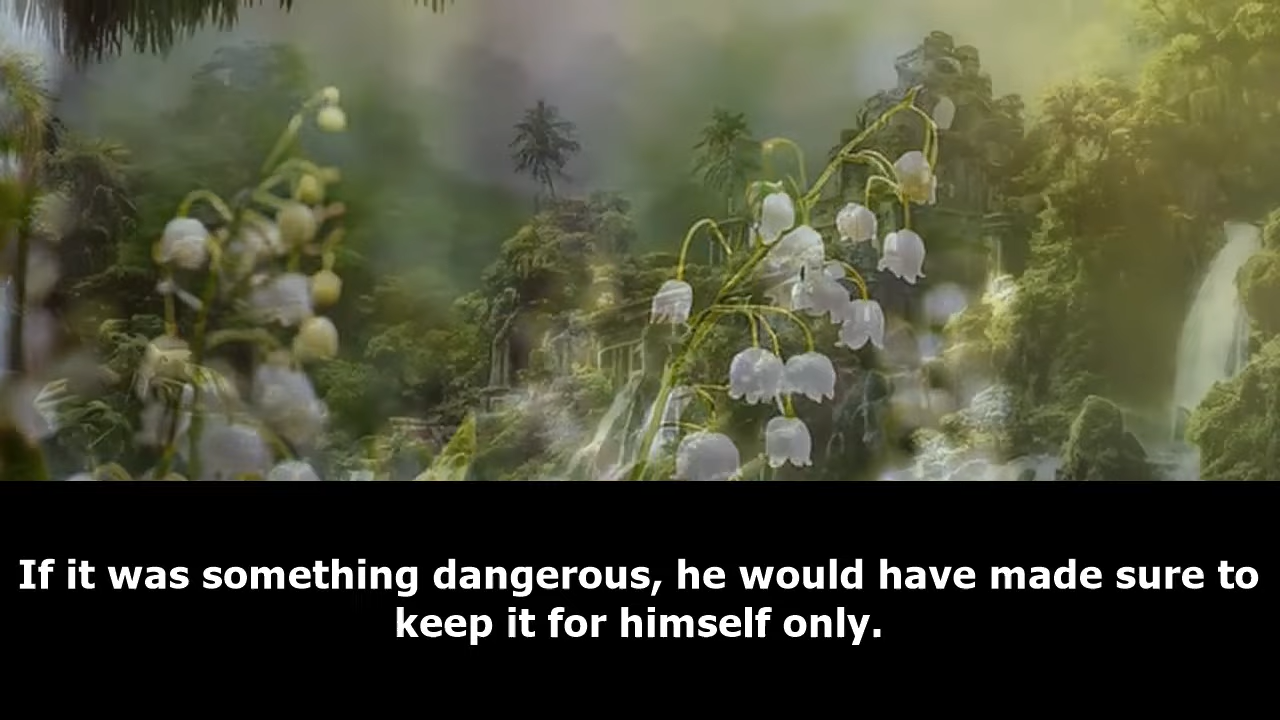 If it was something dangerous, he would have made sure to
keep it for himself only.